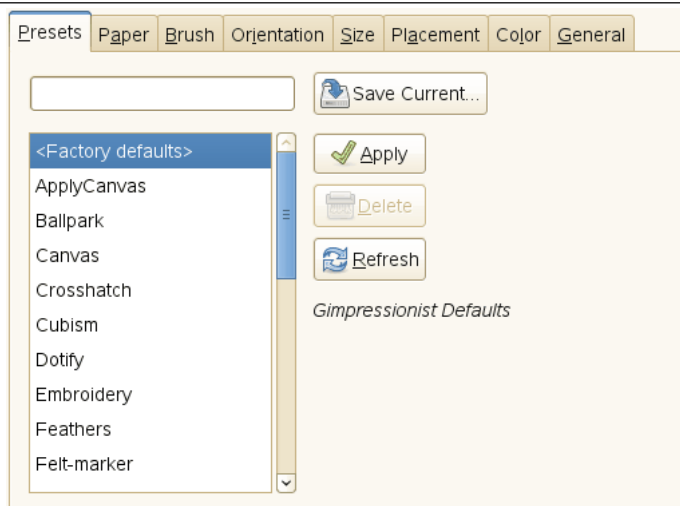 Presets Paper Brush Orientation Size Placement Color General
Save Current...
<Factory defaults>
Apply
ApplyCanvas
Ballpark
Delete
Canvas
Refresh
Crosshatch
Gimpressionist Defaults
Cubism
Dotify
Embroidery
Feathers
Felt-marker